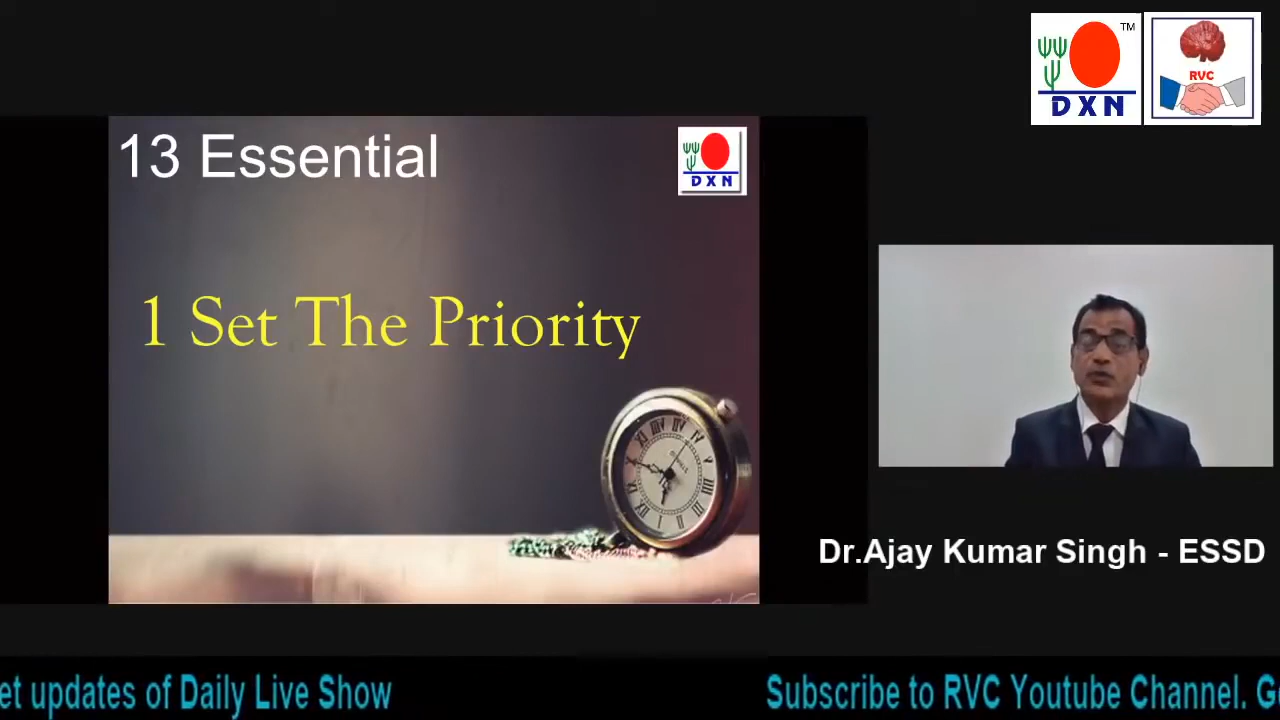 TM
DXN
RVC
13 Essential
DXN
1 Set The Priority
Dr.Ajay Kumar Singh - ESSD
et updates of Daily Live Show
Subscribe to RVC Youtube Channel. G